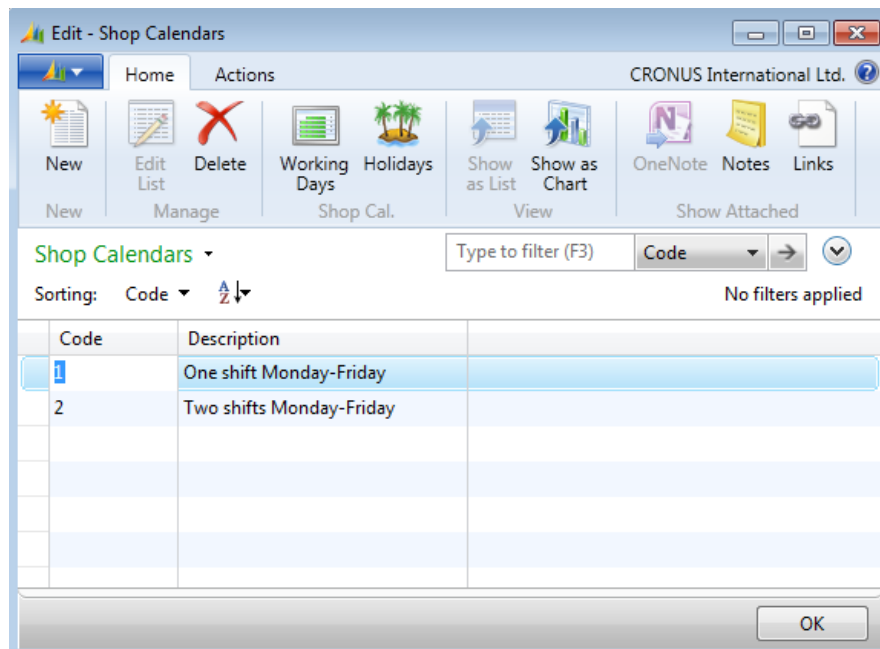 Edit - Shop Calendars
Home Actions CRONUS International Ltd.
New Edit List Delete Working Days Holidays Show as List Show as Chart OneNote Notes Links
New Manage Shop Cal. View Show Attached
Shop Calendars Type to filter (F3) Code
Sorting: Code No filters applied
Code Description
1 One shift Monday-Friday
2 Two shifts Monday-Friday
OK